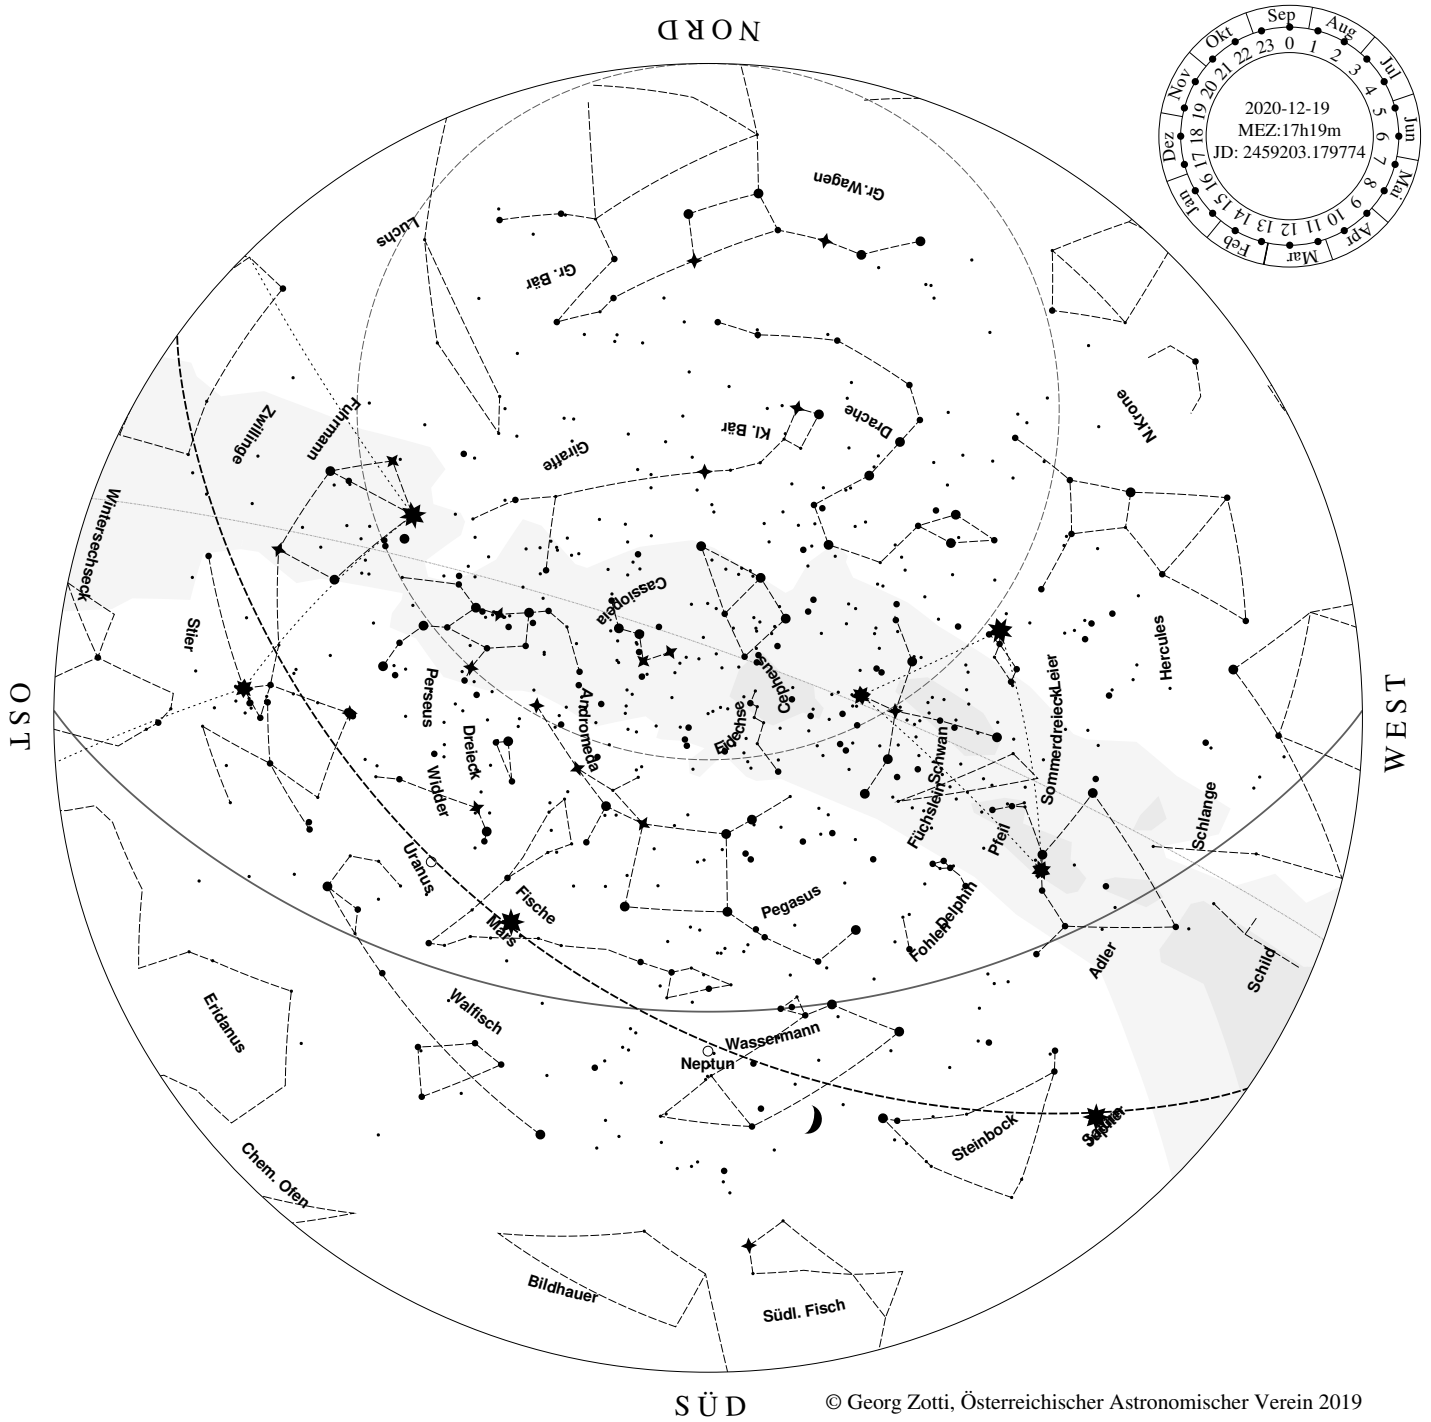 NORD
Sep
Aug
Jul
Jun
Mai
Apr
Mar
Feb
Jan
Dez
Nov
Okt
0 1 2 3 4 5 6 7 8 9 10 11 12 13 14 15 16 17 18 19 20 21 22 23
2020-12-19
MEZ:17h19m
JD: 2459203.179774
Gr.Wagen
Luchs
Gr. Bär
N.Krone
Drache
Kl. Bär
Zwillinge
Fuhrmann
Giraffe
Wintersechseck
Cassiopeia
Stier
Hercules
Perseus
Andromeda
Cepheus
Leier
OST
WEST
Dreieck
Eidechse
Schwan
Sommerdreieck
Widder
Füchslein
Pfeil
Schlange
Uranus
Fische
Mars
Pegasus
Delphin
Fohlen
Adler
Schild
Eridanus
Walfisch
Wassermann
Neptun
Steinbock
Chem. Ofen
Bildhauer
Südl. Fisch
SÜD
© Georg Zotti, Österreichischer Astronomischer Verein 2019